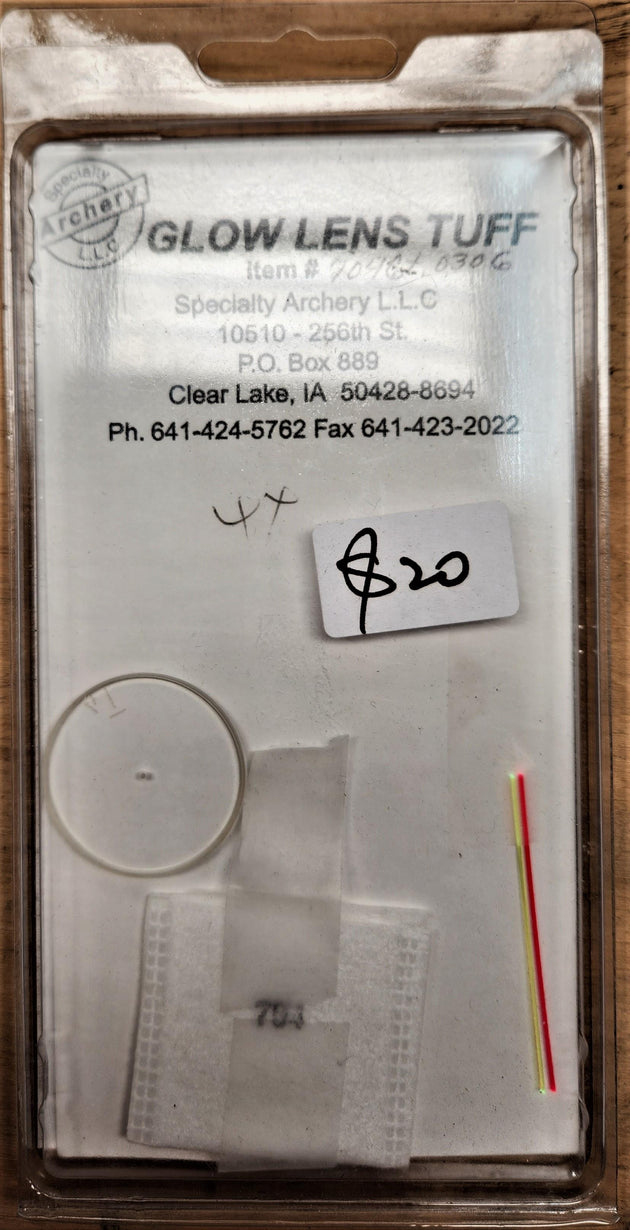 Specialty
Archery
L.L.C
GLOW LENS TUFF
Item #
Specialty Archery L.L.C
10510 - 256th St.
P.O. Box 889
Clear Lake, IA 50428-8694
Ph. 641-424-5762 Fax 641-423-2022
4X
$20